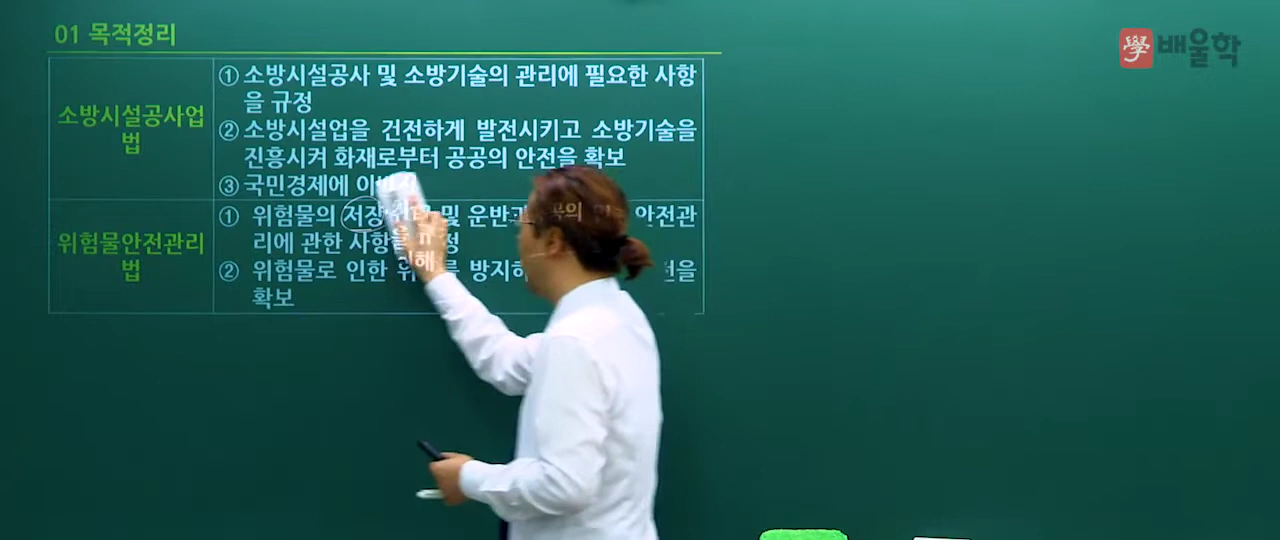 01 목적정리
學 배울학
소방시설공사업
법
① 소방시설공사 및 소방기술의 관리에 필요한 사항
을 규정
② 소방시설업을 건전하게 발전시키고 소방기술을
진흥시켜 화재로부터 공공의 안전을 확보
③ 국민경제에
위험물안전관리
법
① 위험물의 저장 및 안전관
리에 관한 사항을 규정
② 위험물로 인한 방지
확보